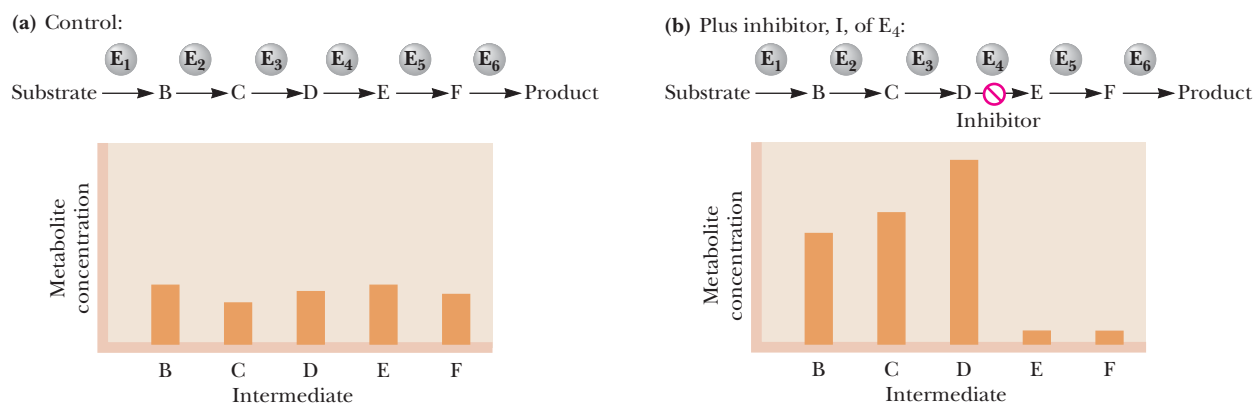 (a) Control:
E1 E2 E3 E4 E5 E6
Substrate B C D E F Product
Metabolite
concentration
B C D E F
Intermediate
(b) Plus inhibitor, I, of E4:
E1 E2 E3 E4 E5 E6
Substrate B C D E F Product
Inhibitor
Metabolite
concentration
B C D E F
Intermediate